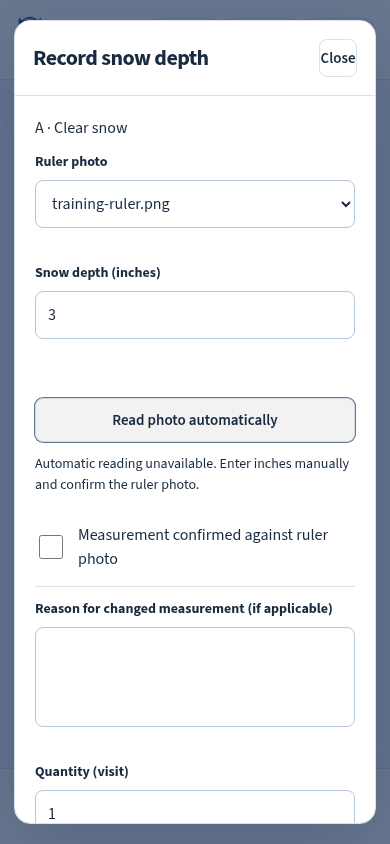 Record snow depth
Close
A · Clear snow
Ruler photo
training-ruler.png
Snow depth (inches)
3
Read photo automatically
Automatic reading unavailable. Enter inches manually
and confirm the ruler photo.
Measurement confirmed against ruler
photo
Reason for changed measurement (if applicable)
Quantity (visit)
1